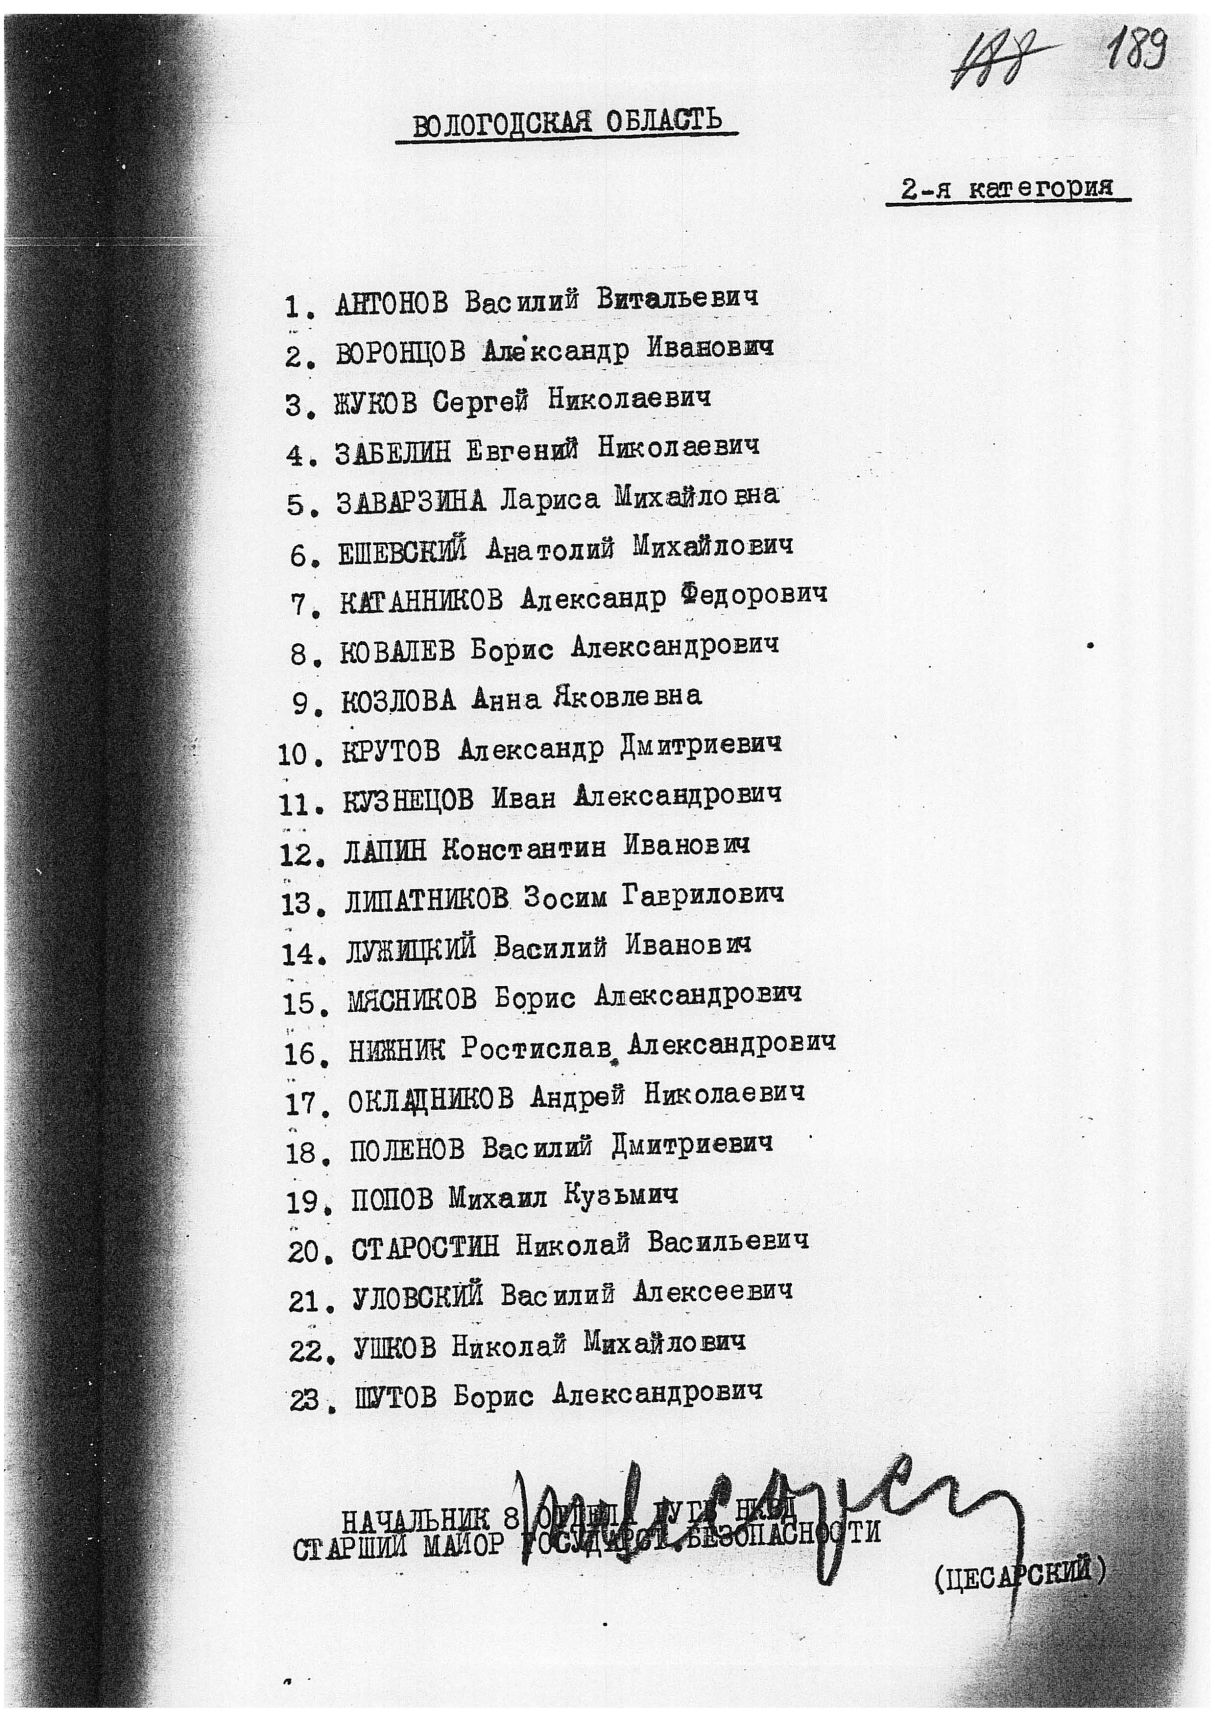 188 189
ВОЛОГОДСКАЯ ОБЛАСТЬ
2-я категория
1. АНТОНОВ Василий Витальевич
2. ВОРОНЦОВ Александр Иванович
3. ЖУКОВ Сергей Николаевич
4. ЗАБЕЛИН Евгений Николаевич
5. ЗАВАРЗИНА Лариса Михайловна
6. ЕШЕВСКИЙ Анатолий Михайлович
7. КАТАННИКОВ Александр Федорович
8. КОВАЛЕВ Борис Александрович
9. КОЗЛОВА Анна Яковлевна
10. КРУТОВ Александр Дмитриевич
11. КУЗНЕЦОВ Иван Александрович
12. ЛАПИН Константин Иванович
13. ЛИПАТНИКОВ Зосим Гаврилович
14. ЛУЖИЦКИЙ Василий Иванович
15. МЯСНИКОВ Борис Александрович
16. НИЖНИК Ростислав Александрович
17. ОКЛАДНИКОВ Андрей Николаевич
18. ПОЛЕНОВ Василий Дмитриевич
19. ПОПОВ Михаил Кузьмич
20. СТАРОСТИН Николай Васильевич
21. УЛОВСКИЙ Василий Алексеевич
22. УШКОВ Николай Михайлович
23. ШУТОВ Борис Александрович
НАЧАЛЬНИК 8 ОТДЕЛА ГУГБ НКВД
СТАРШИЙ МАЙОР ГОСУДАРСТ.БЕЗОПАСНОСТИ
(ЦЕСАРСКИЙ)